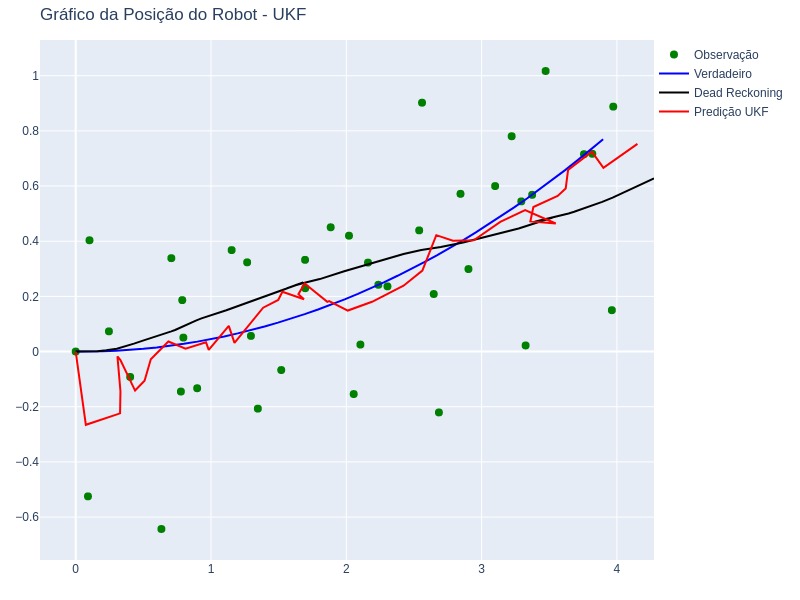 Gráfico da Posição do Robot - UKF
Observação
Verdadeiro
Dead Reckoning
Predição UKF
1
0.8
0.6
0.4
0.2
0
−0.2
−0.4
−0.6
0 1 2 3 4